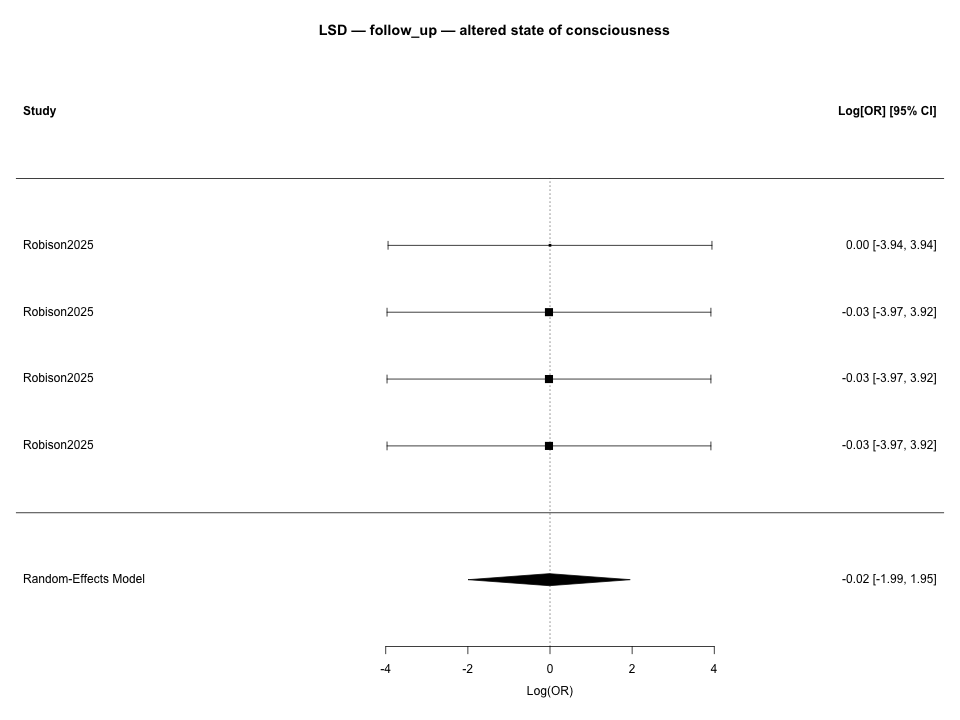 LSD — follow_up — altered state of consciousness
Study Log[OR] [95% CI]
Robison2025 0.00 [-3.94, 3.94]
Robison2025 -0.03 [-3.97, 3.92]
Robison2025 -0.03 [-3.97, 3.92]
Robison2025 -0.03 [-3.97, 3.92]
Random-Effects Model -0.02 [-1.99, 1.95]
-4 -2 0 2 4
Log(OR)